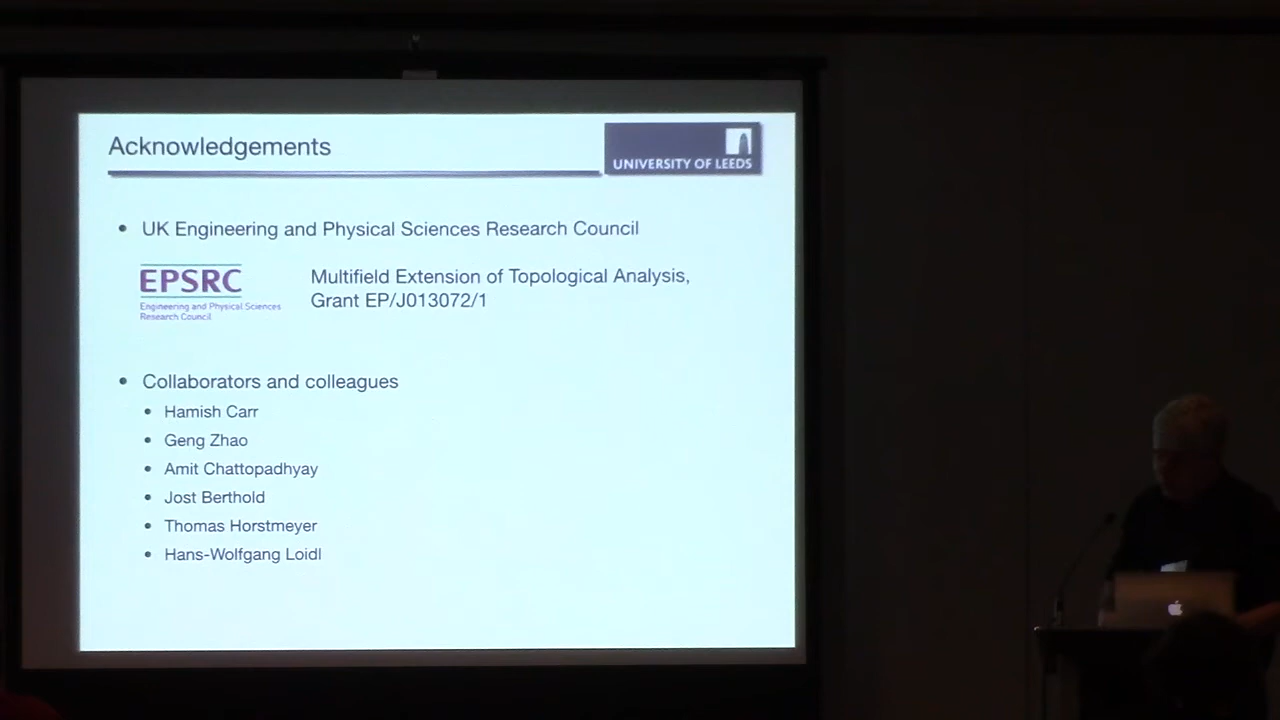 Acknowledgements
UNIVERSITY OF LEEDS
• UK Engineering and Physical Sciences Research Council
EPSRC
Engineering and Physical Sciences
Research Council
Multifield Extension of Topological Analysis,
Grant EP/J013072/1
• Collaborators and colleagues
• Hamish Carr
• Geng Zhao
• Amit Chattopadhyay
• Jost Berthold
• Thomas Horstmeyer
• Hans-Wolfgang Loidl